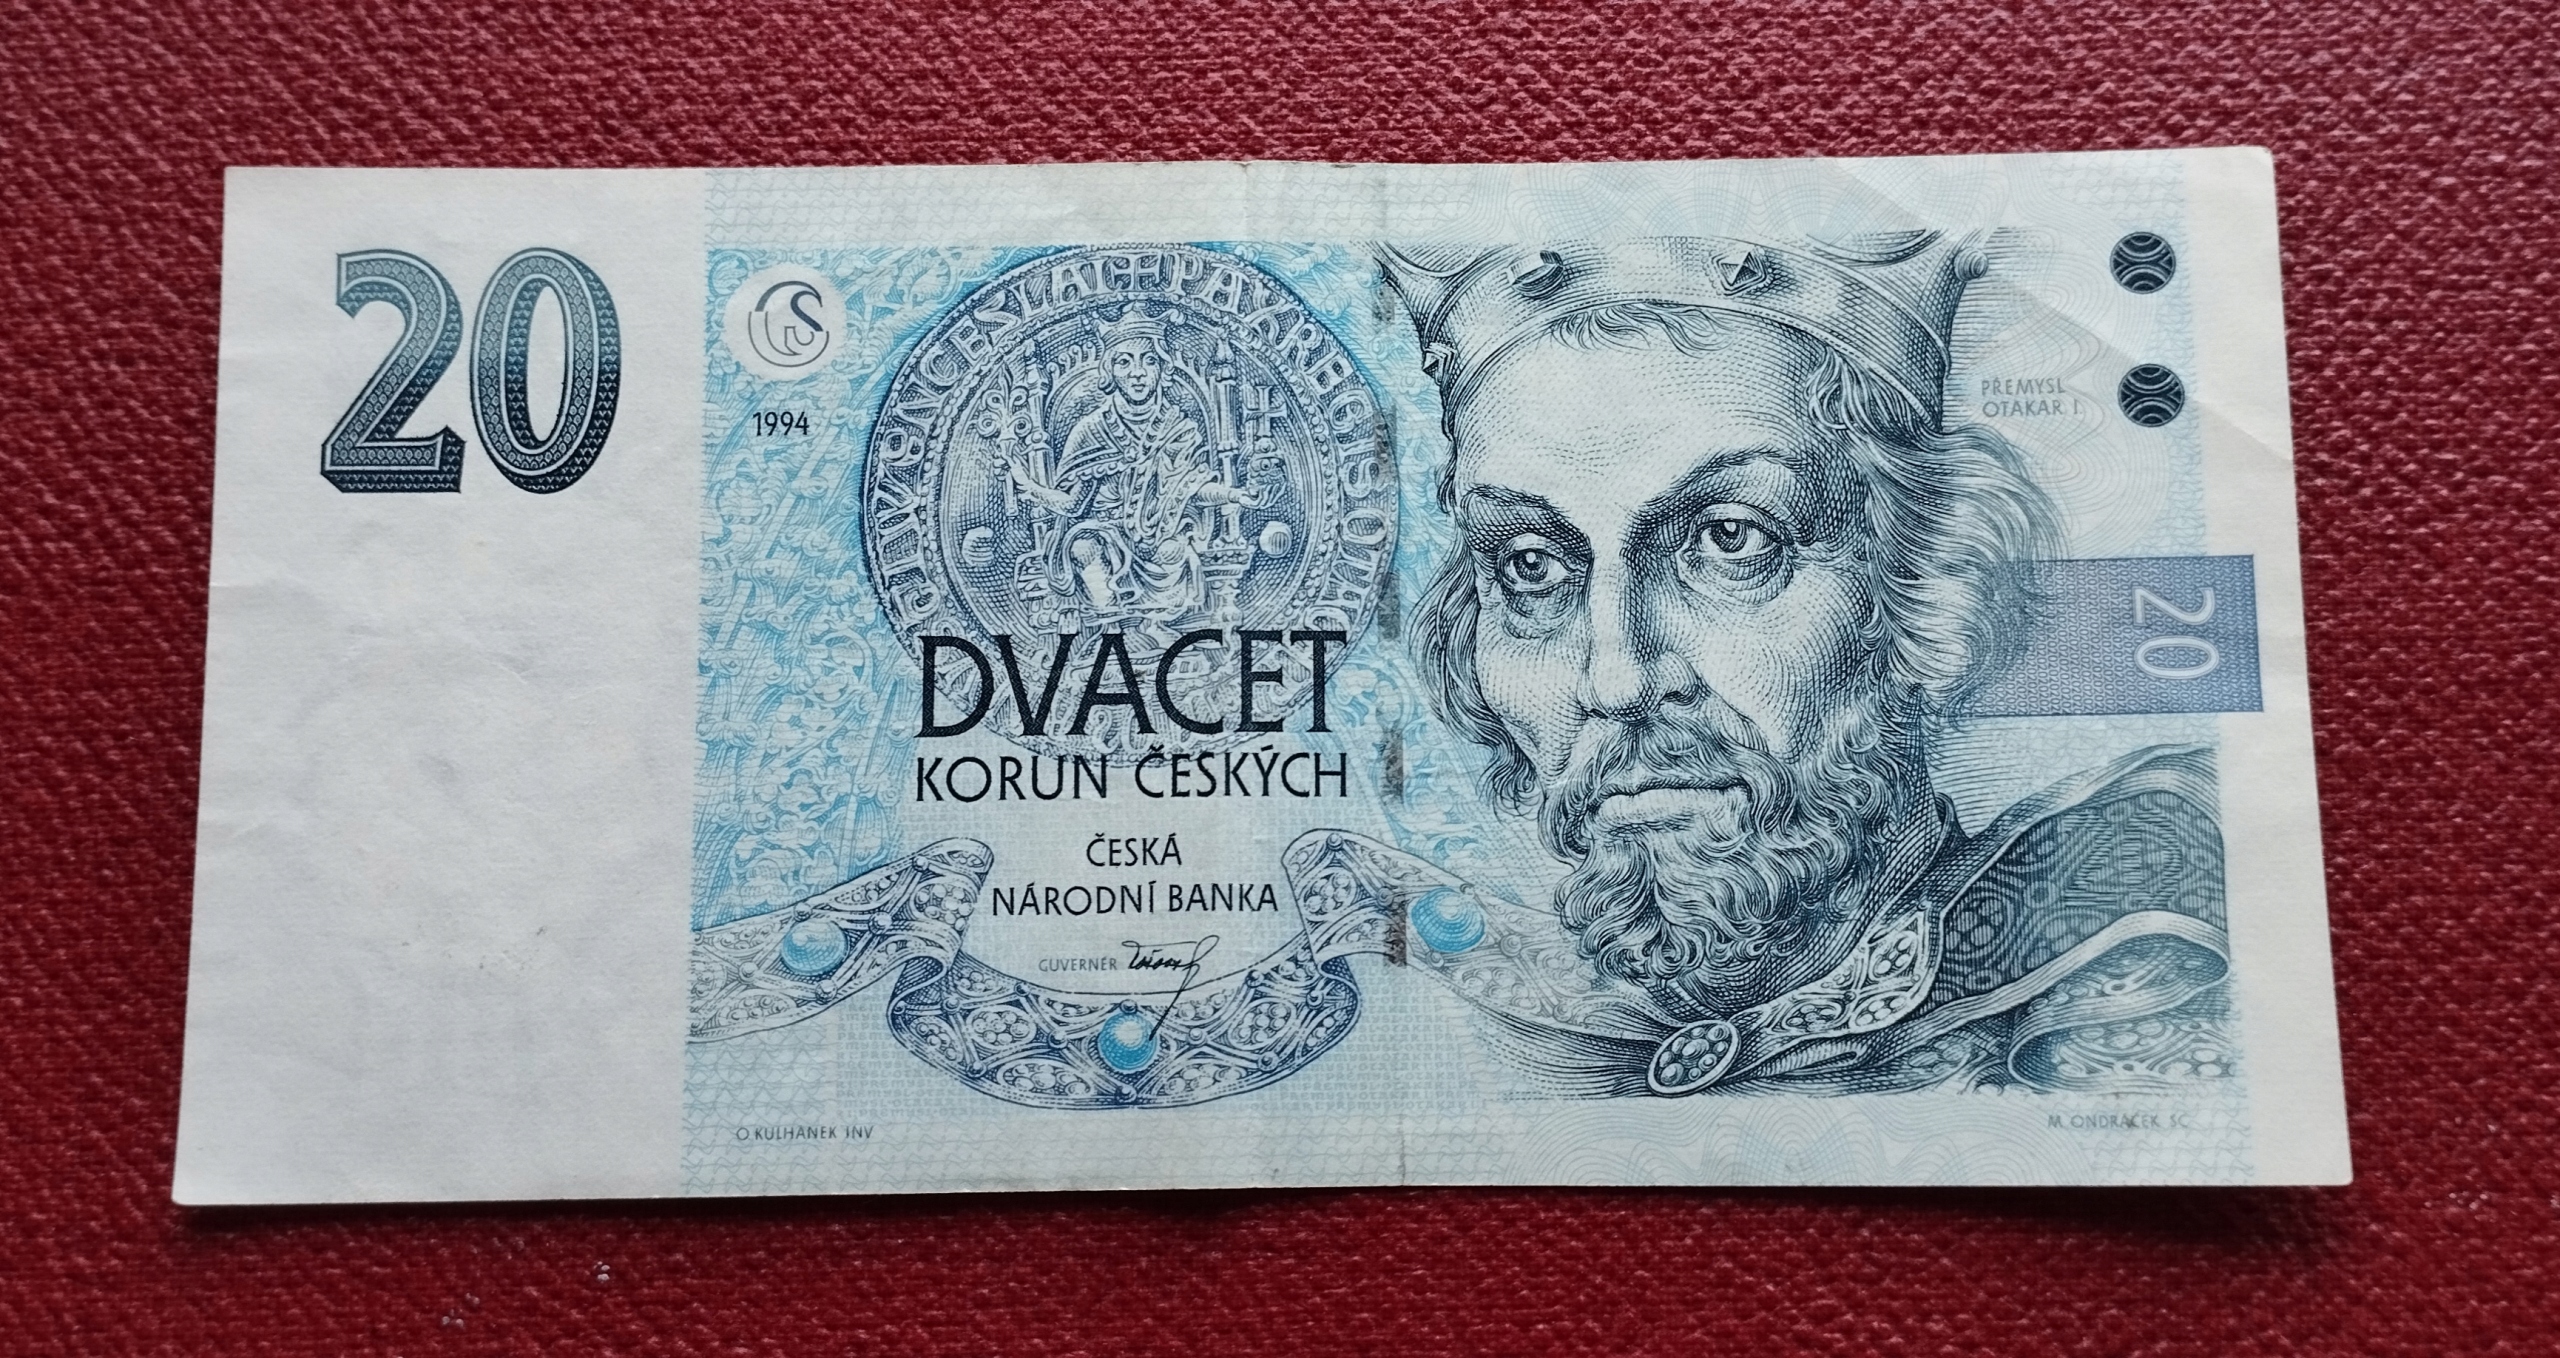 20
1994
DVACET
KORUN ČESKÝCH
ČESKÁ
NÁRODNÍ BANKA
GUVERNÉR
PŘEMYSL
OTAKAR I.
20
O. KULHÁNEK INV
M. ONDRÁČEK SC